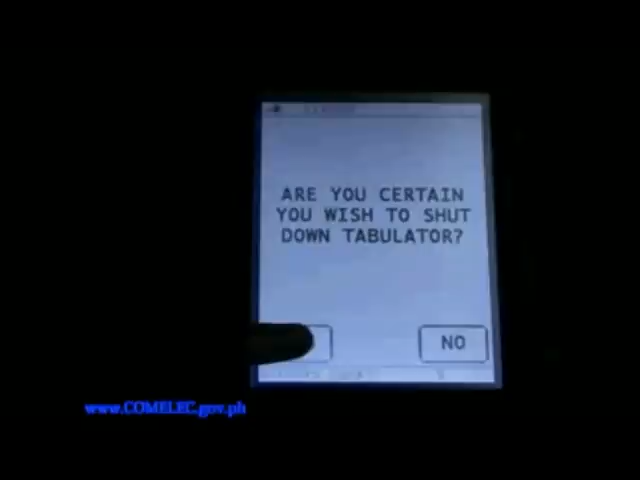 ARE YOU CERTAIN
YOU WISH TO SHUT
DOWN TABULATOR?
NO
www.COMELEC.gov.ph